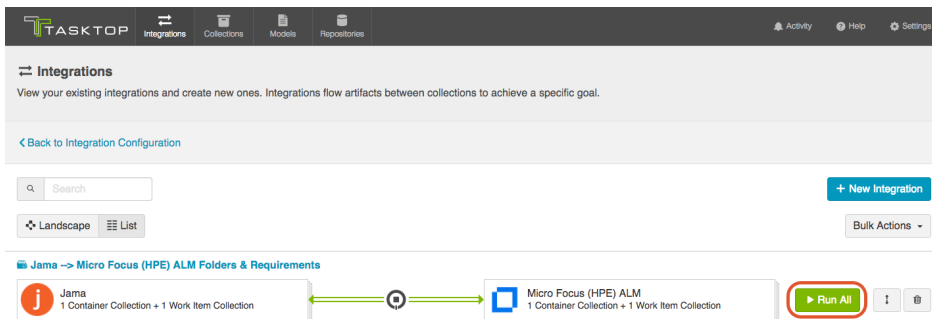 TASKTOP
Integrations
Collections
Models
Repositories
Activity
Help
Settings
Integrations
View your existing integrations and create new ones. Integrations flow artifacts between collections to achieve a specific goal.
Back to Integration Configuration
Search
+ New Integration
Landscape
List
Bulk Actions
Jama --> Micro Focus (HPE) ALM Folders & Requirements
j
Jama
1 Container Collection + 1 Work Item Collection
Micro Focus (HPE) ALM
1 Container Collection + 1 Work Item Collection
Run All